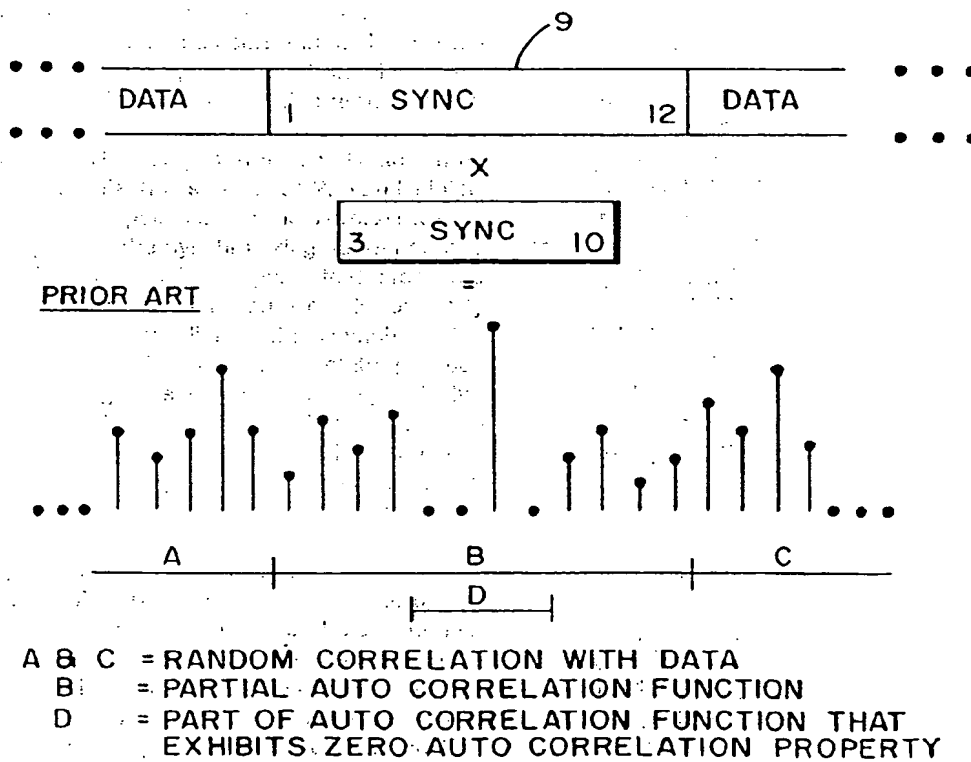 9
DATA 1 SYNC 12 DATA
X
3 SYNC 10
=
PRIOR ART
A B C
D
A & C = RANDOM CORRELATION WITH DATA
B = PARTIAL AUTO CORRELATION FUNCTION
D = PART OF AUTO CORRELATION FUNCTION THAT
EXHIBITS ZERO AUTO CORRELATION PROPERTY